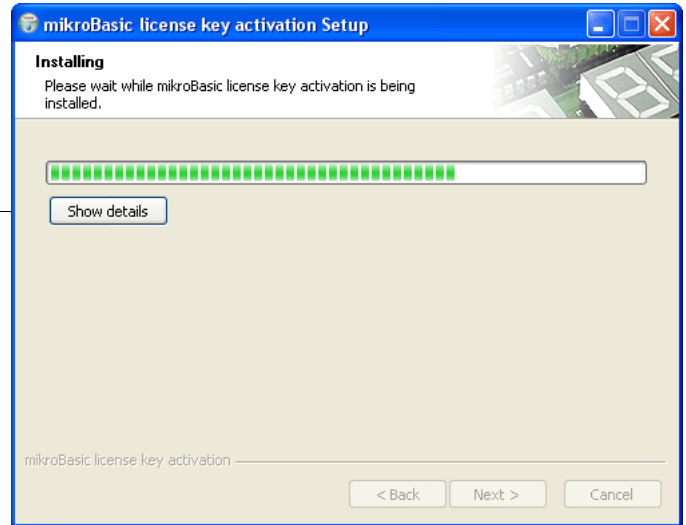 mikroBasic license key activation Setup
Installing
Please wait while mikroBasic license key activation is being
installed.
Show details
mikroBasic license key activation
< Back
Next >
Cancel